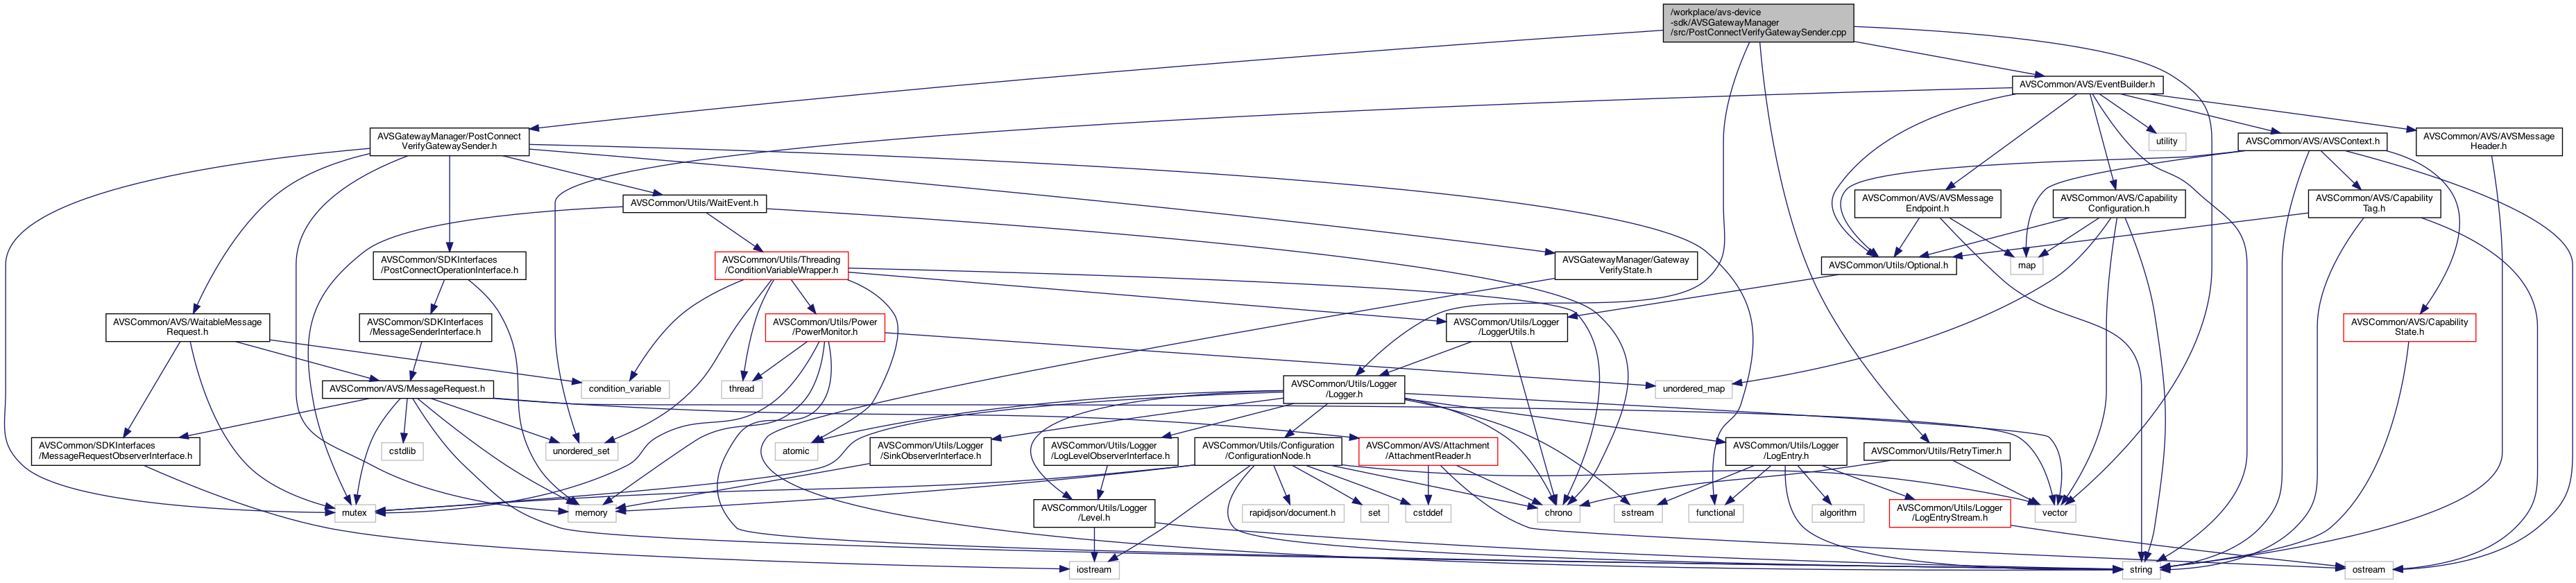 /workplace/avs-device
-sdk/AVSGatewayManager
/src/PostConnectVerifyGatewaySender.cpp
AVSCommon/AVS/EventBuilder.h
AVSGatewayManager/PostConnect
VerifyGatewaySender.h
utility
AVSCommon/AVS/AVSContext.h
AVSCommon/AVS/AVSMessage
Header.h
AVSCommon/Utils/WaitEvent.h
AVSCommon/AVS/AVSMessage
Endpoint.h
AVSCommon/AVS/Capability
Configuration.h
AVSCommon/AVS/Capability
Tag.h
AVSCommon/SDKInterfaces
/PostConnectOperationInterface.h
AVSCommon/Utils/Threading
/ConditionVariableWrapper.h
AVSGatewayManager/Gateway
VerifyState.h
AVSCommon/Utils/Optional.h
map
AVSCommon/AVS/WaitableMessage
Request.h
AVSCommon/SDKInterfaces
/MessageSenderInterface.h
AVSCommon/Utils/Power
/PowerMonitor.h
AVSCommon/Utils/Logger
/LoggerUtils.h
AVSCommon/AVS/Capability
State.h
AVSCommon/AVS/MessageRequest.h
condition_variable
thread
AVSCommon/Utils/Logger
/Logger.h
unordered_map
AVSCommon/SDKInterfaces
/MessageRequestObserverInterface.h
cstdlib
unordered_set
atomic
AVSCommon/Utils/Logger
/SinkObserverInterface.h
AVSCommon/Utils/Logger
/LogLevelObserverInterface.h
AVSCommon/Utils/Configuration
/ConfigurationNode.h
AVSCommon/AVS/Attachment
/AttachmentReader.h
AVSCommon/Utils/Logger
/LogEntry.h
AVSCommon/Utils/RetryTimer.h
mutex
memory
AVSCommon/Utils/Logger
/Level.h
rapidjson/document.h
set
cstddef
chrono
sstream
functional
algorithm
AVSCommon/Utils/Logger
/LogEntryStream.h
vector
iostream
string
ostream